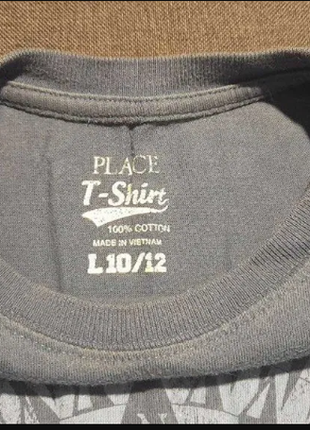 PLACE
T-Shirt
100% COTTON
MADE IN VIETNAM
L 10/12